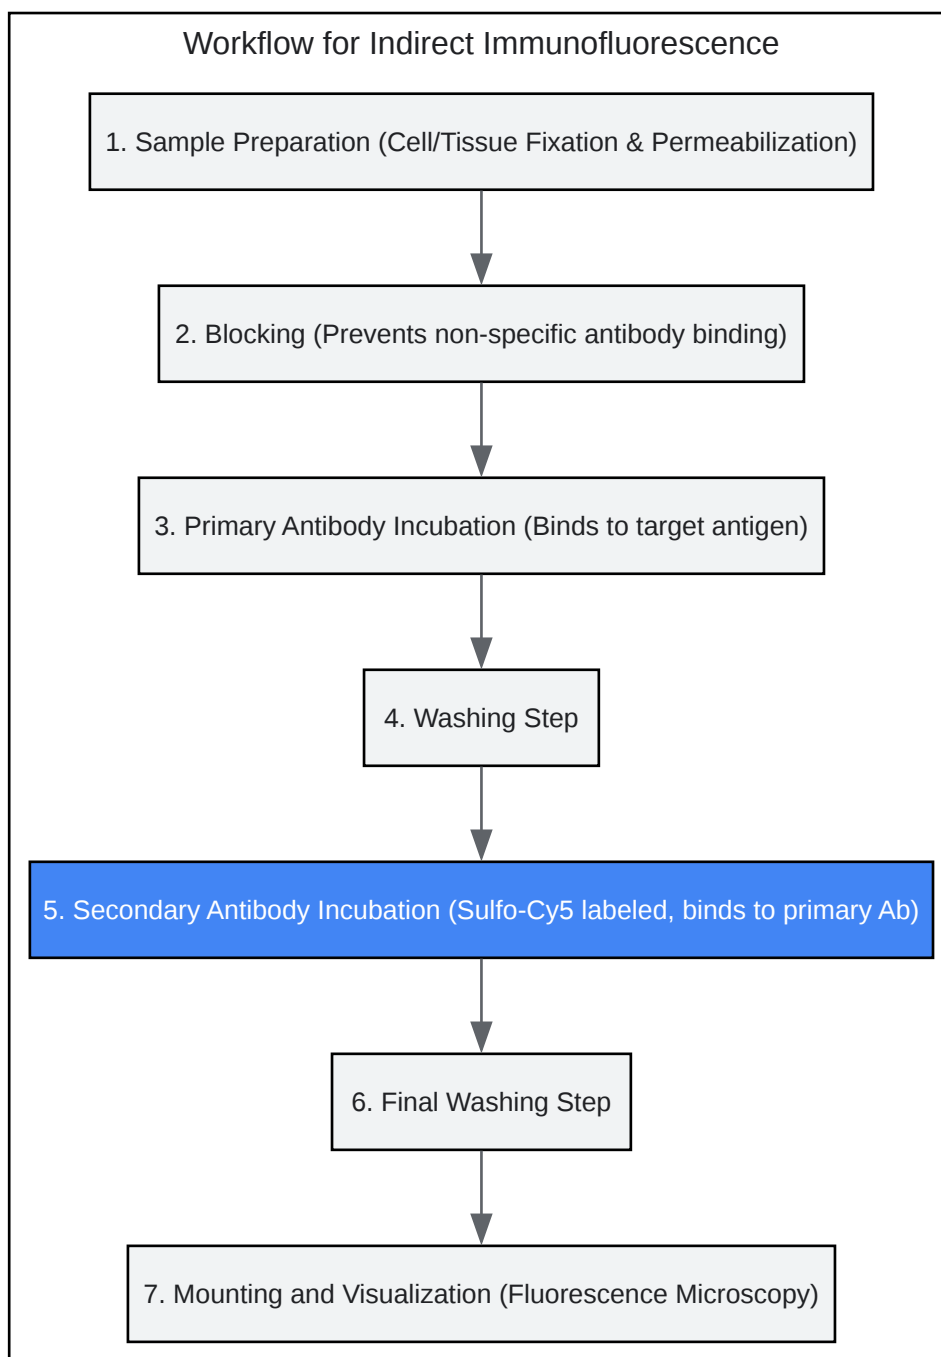 Workflow for Indirect Immunofluorescence
1. Sample Preparation (Cell/Tissue Fixation & Permeabilization)
2. Blocking (Prevents non-specific antibody binding)
3. Primary Antibody Incubation (Binds to target antigen)
4. Washing Step
5. Secondary Antibody Incubation (Sulfo-Cy5 labeled, binds to primary Ab)
6. Final Washing Step
7. Mounting and Visualization (Fluorescence Microscopy)